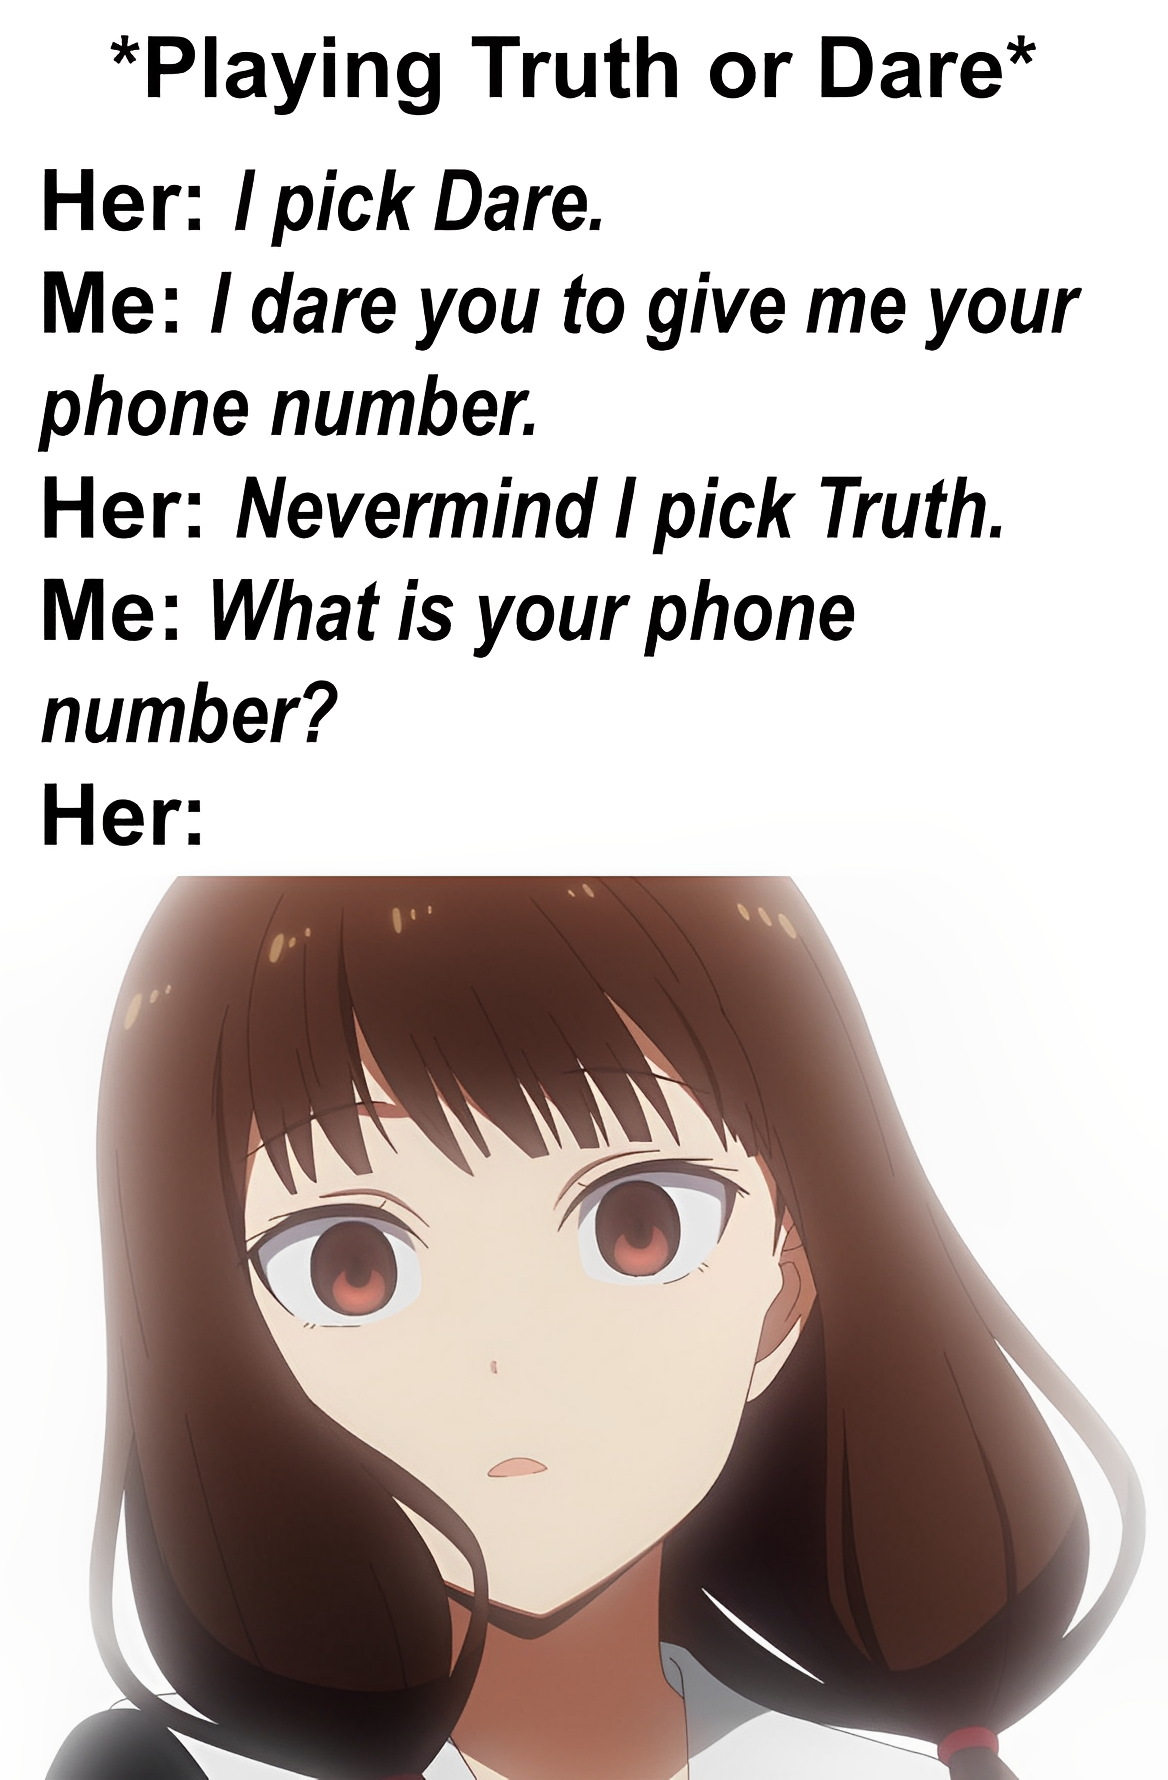 *Playing Truth or Dare*
Her: I pick Dare.
Me: I dare you to give me your
phone number.
Her: Nevermind I pick Truth.
Me: What is your phone
number?
Her: